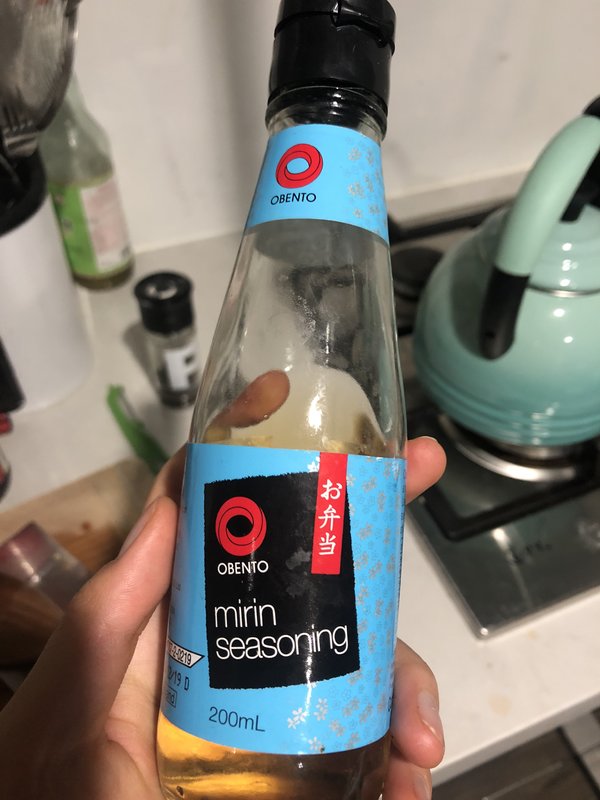 OBENTO
お弁当
OBENTO
mirin
seasoning
200mL